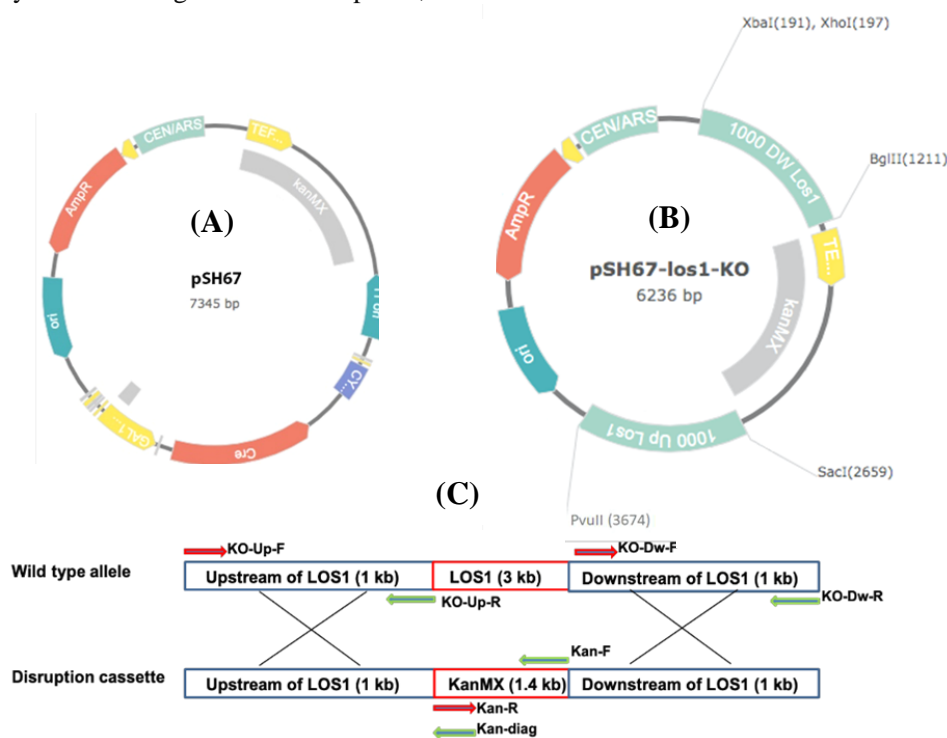 XbaI(191), XhoI(197)
CEN/ARS
TEF...
kanMX
AmpR
(A)
pSH67
7345 bp
ori
f1 ori
CY...
GAL1...
Cre
CEN/ARS
1000 DW Los1
BglII(1211)
AmpR
(B)
TE...
pSH67-los1-KO
6236 bp
kanMX
ori
1000 Up Los1
SacI(2659)
(C)
PvuII (3674)
KO-Up-F
KO-Dw-F
Wild type allele
Upstream of LOS1 (1 kb)
LOS1 (3 kb)
Downstream of LOS1 (1 kb)
KO-Up-R
KO-Dw-R
Kan-F
Disruption cassette
Upstream of LOS1 (1 kb)
KanMX (1.4 kb)
Downstream of LOS1 (1 kb)
Kan-R
Kan-diag